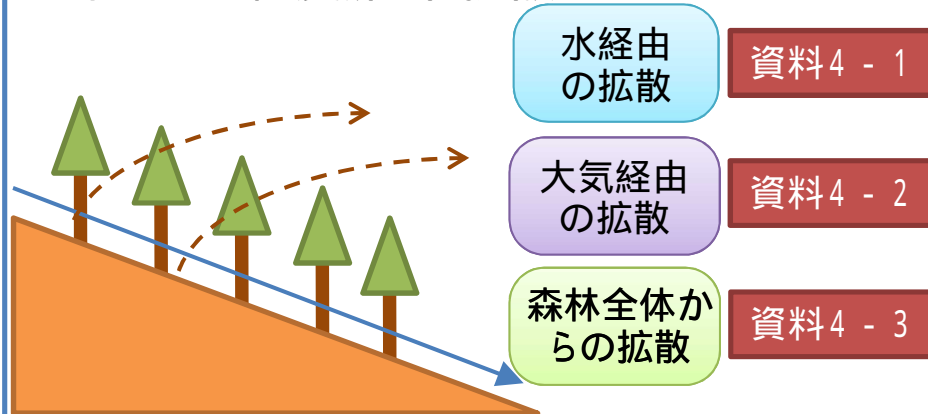 水経由
の拡散
資料4-1
大気経由
の拡散
資料4-2
森林全体か
らの拡散
資料4-3